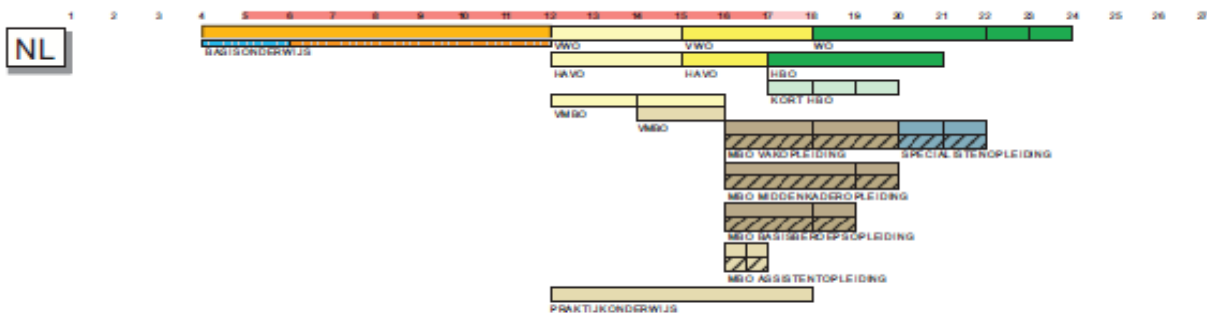 1 2 3 4 5 6 7 8 9 10 11 12 13 14 15 16 17 18 19 20 21 22 23 24 25 26 27
NL
BASISONDERWIJS VWO VWO WO
HAVO HAVO HBO
KORT HBO
VMBO
VMBO
MBO VAKOPLEIDING SPECIALISTENOPLEIDING
MBO MIDDENKADEROPLEIDING
MBO BASISBEROEPSOPLEIDING
MBO ASSISTENTOPLEIDING
PRAKTIJKONDERWIJS